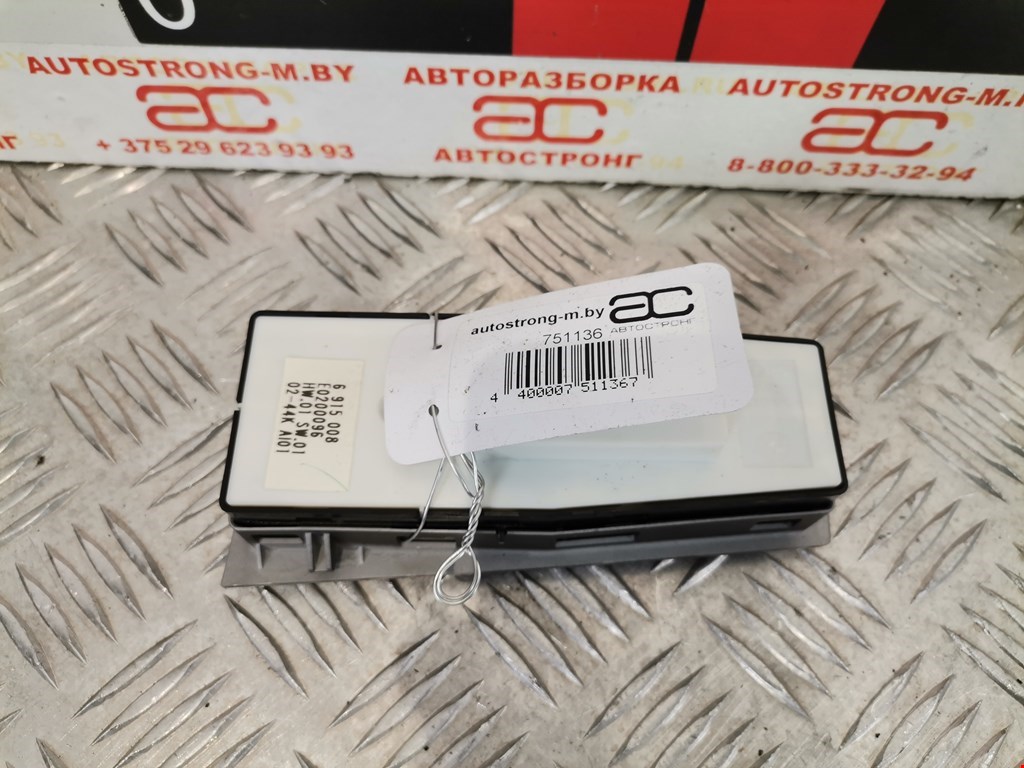 AUTOSTRONG-M.BY
ac
+ 375 29 623 93 93
АВТОРАЗБОРКА
ac
АВТОСТРОНГ
AUTOSTRONG-M.
ac
8-800-333-32-94
autostrong-m.by
ac
АВТОСТРОНГ
751136
4 400007 511367
6 915 008
E0200096
HW.01 SW.01
02-44K A101